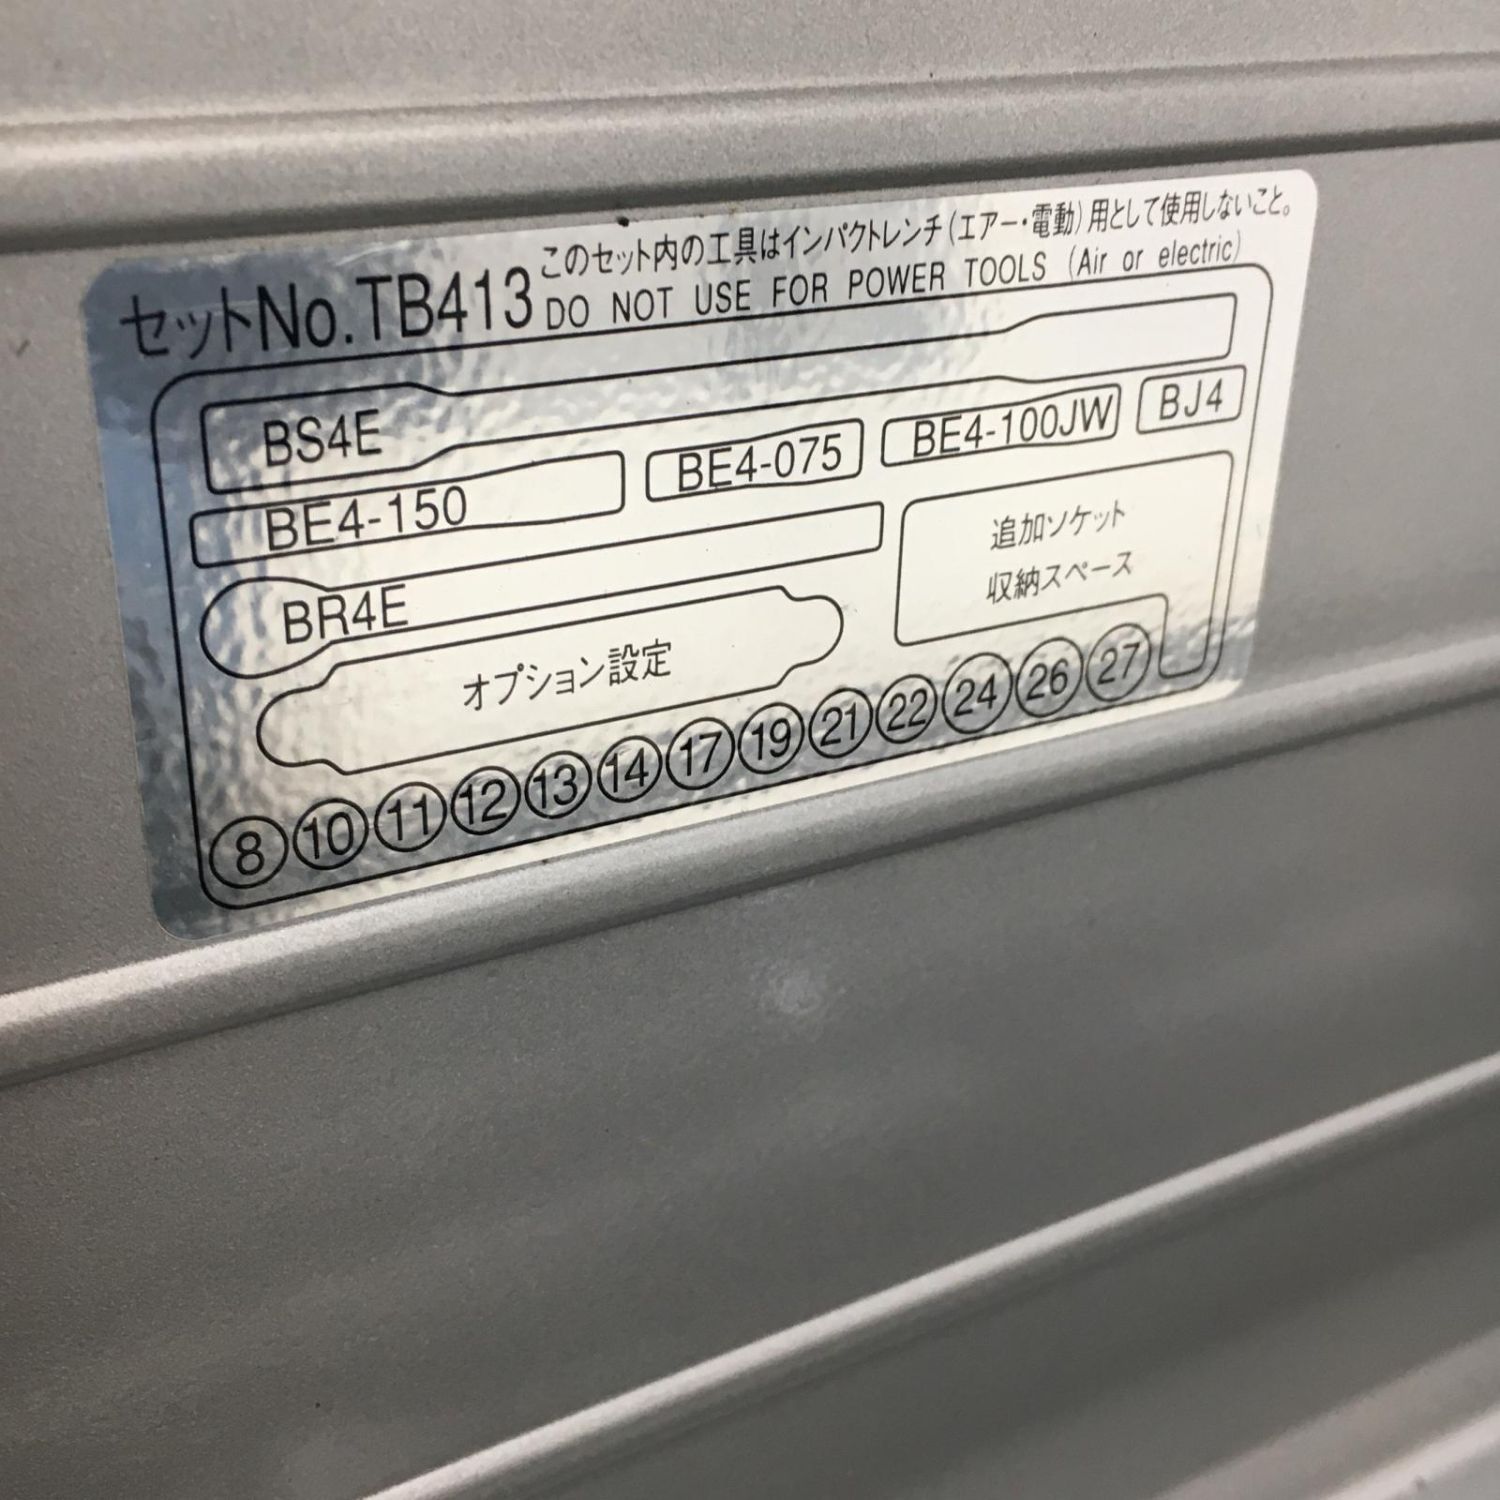 このセット内の工具はインパクトレンチ(エアー・電動)用として使用しないこと。
セットNo.TB413
DO NOT USE FOR POWER TOOLS (Air or electric)
BS4E
BE4-150
BE4-075
BE4-100JW
BJ4
BR4E
追加ソケット
収納スペース
オプション設定
8 10 11 12 13 14 17 19 21 22 24 26 27